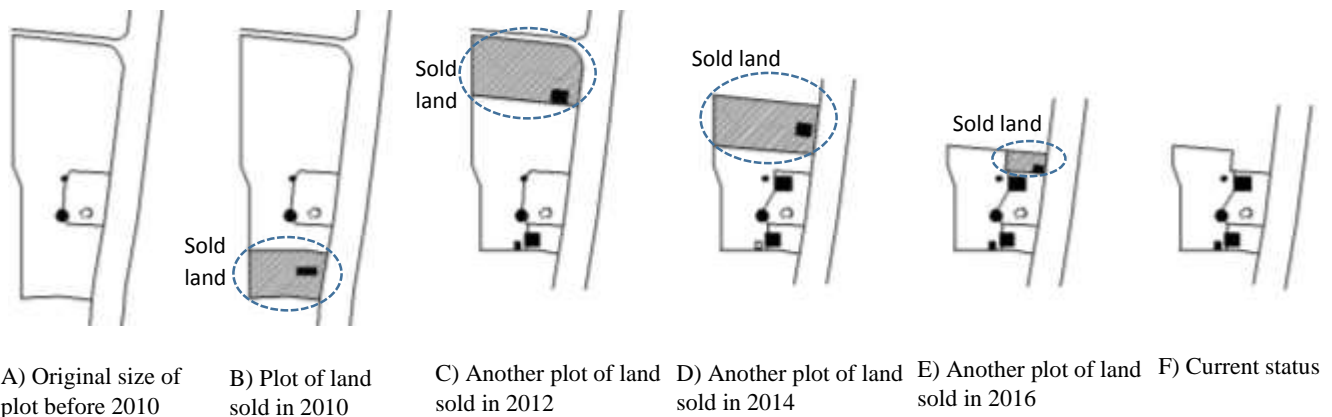 Sold
land
Sold
land
Sold land
Sold land
A) Original size of
plot before 2010
B) Plot of land
sold in 2010
C) Another plot of land
sold in 2012
D) Another plot of land
sold in 2014
E) Another plot of land
sold in 2016
F) Current status